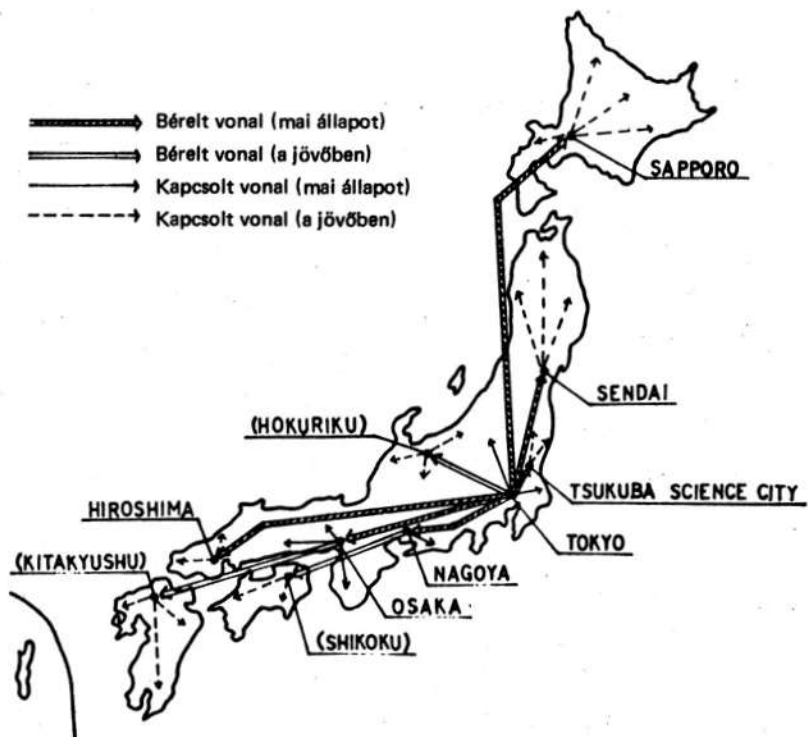 Bérelt vonal (mai állapot)
Bérelt vonal (a jövőben)
Kapcsolt vonal (mai állapot)
Kapcsolt vonal (a jövőben)
SAPPORO
SENDAI
(HOKURIKU)
TSUKUBA SCIENCE CITY
HIROSHIMA
TOKYO
(KITAKYUSHU)
NAGOYA
OSAKA
(SHIKOKU)